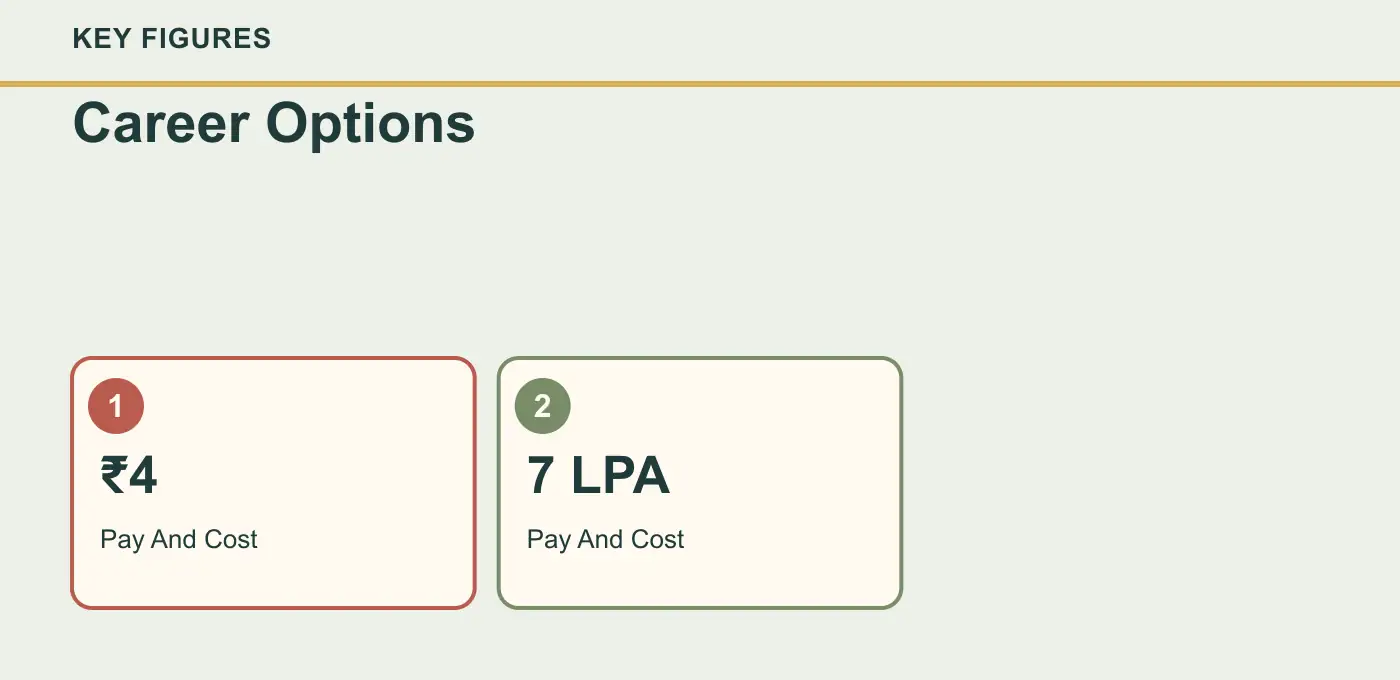 KEY FIGURES
Career Options
1
₹4
Pay And Cost
2
7 LPA
Pay And Cost